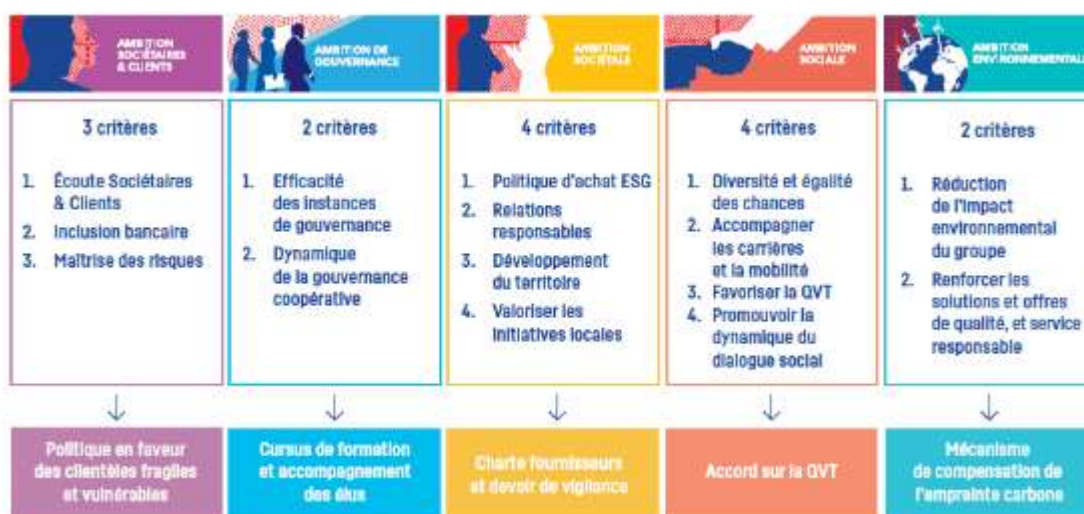 AMBITION
SOCIÉTAIRES
& CLIENTS
AMBITION DE
GOUVERNANCE
AMBITION
SOCIÉTALE
AMBITION
SOCIALE
AMBITION
ENVIRONNEMENTALE
3 critères
1. Écoute Sociétaires
& Clients
2. Inclusion bancaire
3. Maîtrise des risques
2 critères
1. Efficacité
des instances
de gouvernance
2. Dynamique
de la gouvernance
coopérative
4 critères
1. Politique d'achat ESG
2. Relations
responsables
3. Développement
du territoire
4. Valoriser les
initiatives locales
4 critères
1. Diversité et égalité
des chances
2. Accompagner
les carrières
et la mobilité
3. Favoriser la QVT
4. Promouvoir la
dynamique du
dialogue social
2 critères
1. Réduction
de l'impact
environnemental
du groupe
2. Renforcer les
solutions et offres
de qualité, et service
responsable
Politique en faveur
des clientèles fragiles
et vulnérables
Cursus de formation
et accompagnement
des élus
Charte fournisseurs
et devoir de vigilance
Accord sur la QVT
Mécanisme
de compensation de
l'empreinte carbone